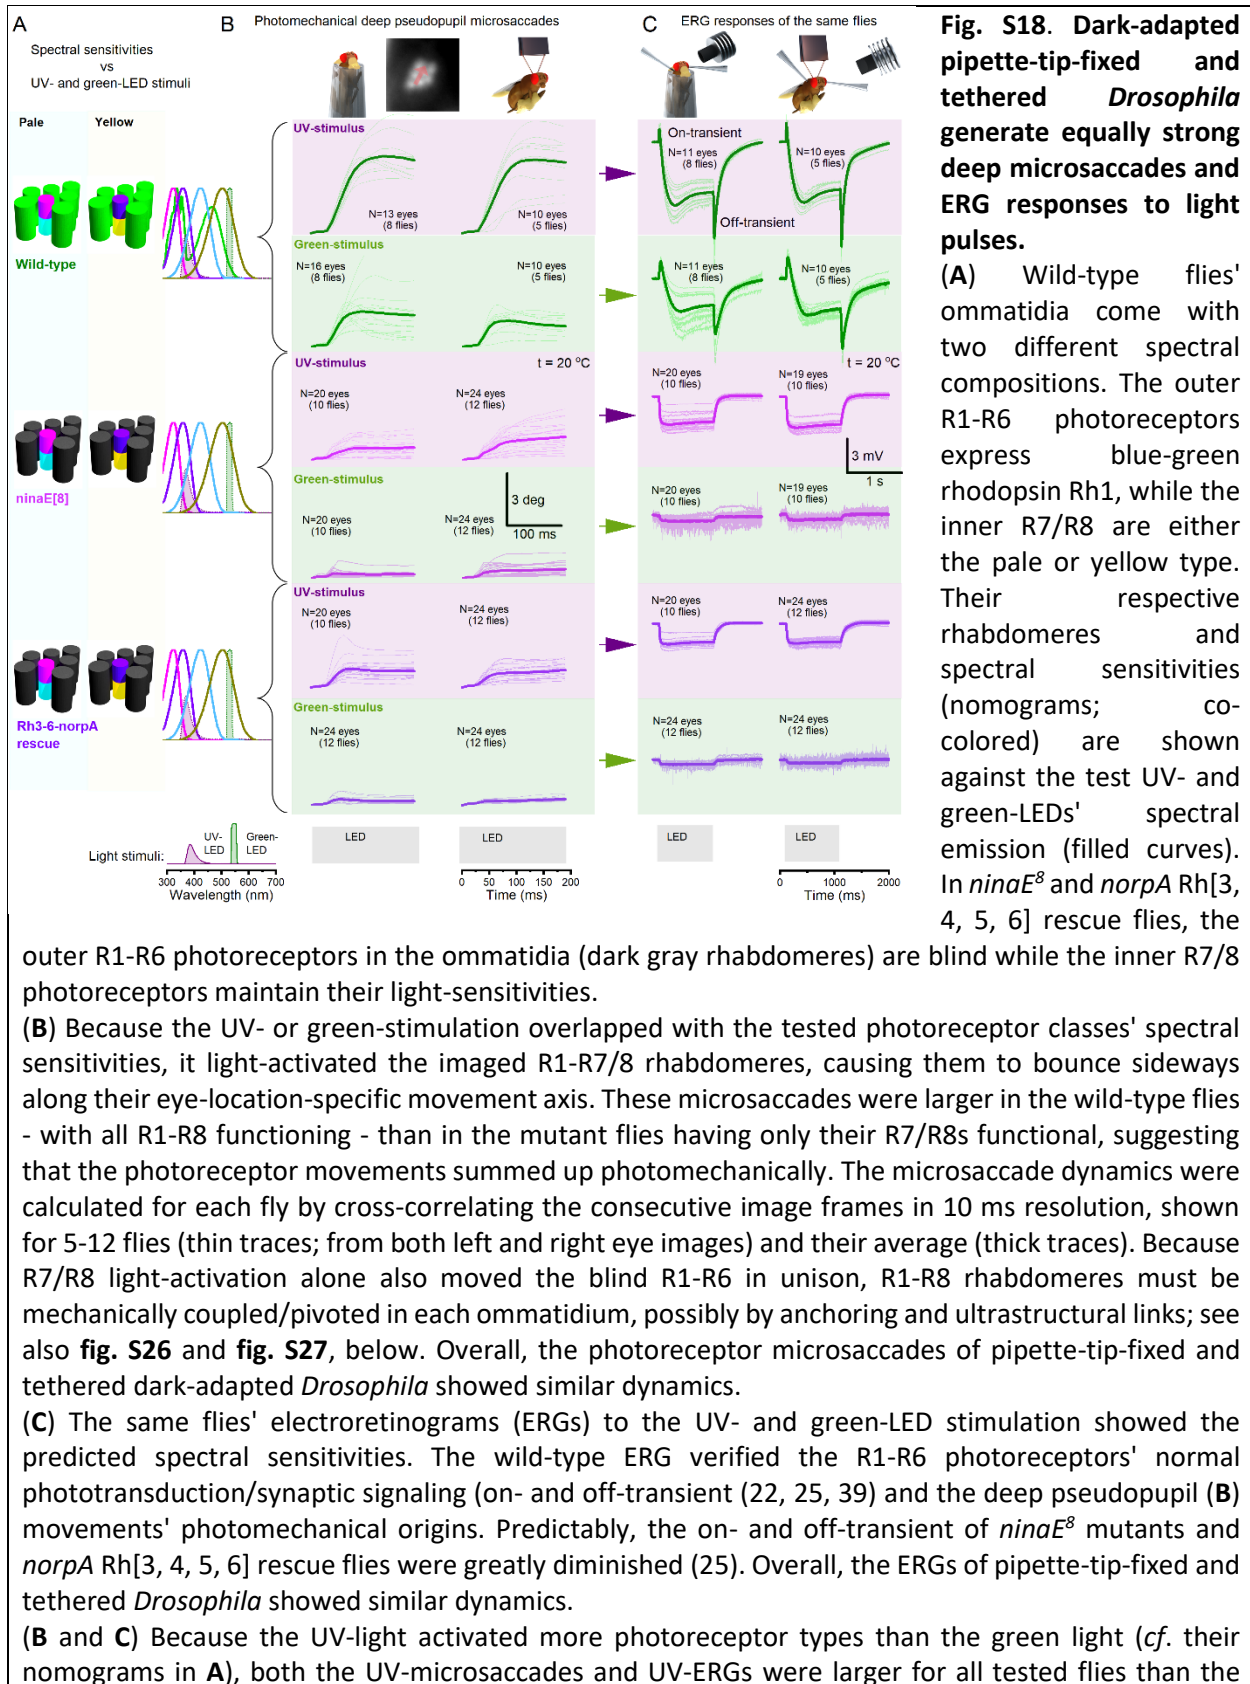 A
B
Photomechanical deep pseudopupil microsaccades
C
ERG responses of the same flies
Spectral sensitivities
vs
UV- and green-LED stimuli
Pale
Yellow
Wild-type
ninaE[8]
Rh3-6-norpA
rescue
UV-stimulus
N=13 eyes
(8 flies)
N=10 eyes
(5 flies)
On-transient
N=11 eyes
(8 flies)
N=10 eyes
(5 flies)
Off-transient
Green-stimulus
N=16 eyes
(8 flies)
N=10 eyes
(5 flies)
N=11 eyes
(8 flies)
N=10 eyes
(5 flies)
UV-stimulus
t = 20 °C
N=20 eyes
(10 flies)
N=24 eyes
(12 flies)
t = 20 °C
N=20 eyes
(10 flies)
N=19 eyes
(10 flies)
3 mV
1 s
Green-stimulus
N=20 eyes
(10 flies)
N=24 eyes
(12 flies)
3 deg
100 ms
N=20 eyes
(10 flies)
N=19 eyes
(10 flies)
UV-stimulus
N=20 eyes
(10 flies)
N=24 eyes
(12 flies)
N=20 eyes
(10 flies)
N=24 eyes
(12 flies)
Green-stimulus
N=24 eyes
(12 flies)
N=24 eyes
(12 flies)
N=24 eyes
(12 flies)
N=24 eyes
(12 flies)
Light stimuli:
UV-
LED
Green-
LED
300 400 500 600 700
Wavelength (nm)
LED
LED
0 100 200
Time (ms)
LED
LED
0 2000
Time (ms)
Fig. S18. Dark-adapted
pipette-tip-fixed and
tethered Drosophila
generate equally strong
deep microsaccades and
ERG responses to light
pulses.
(A) Wild-type flies'
ommatidia come with
two different spectral
compositions. The outer
R1-R6 photoreceptors
express blue-green
rhodopsin Rh1, while the
inner R7/R8 are either
the pale or yellow type.
Their respective
rhabdomeres and
spectral sensitivities
(nomograms; co-
colored) are shown
against the test UV- and
green-LEDs' spectral
emission (filled curves).
In ninaE⁸ and norpA Rh[3,
4, 5, 6] rescue flies, the
outer R1-R6 photoreceptors in the ommatidia (dark gray rhabdomeres) are blind while the inner R7/8
photoreceptors maintain their light-sensitivities.
(B) Because the UV- or green-stimulation overlapped with the tested photoreceptor classes' spectral
sensitivities, it light-activated the imaged R1-R7/8 rhabdomeres, causing them to bounce sideways
along their eye-location-specific movement axis. These microsaccades were larger in the wild-type flies
- with all R1-R8 functioning - than in the mutant flies having only their R7/R8s functional, suggesting
that the photoreceptor movements summed up photomechanically. The microsaccade dynamics were
calculated for each fly by cross-correlating the consecutive image frames in 10 ms resolution, shown
for 5-12 flies (thin traces; from both left and right eye images) and their average (thick traces). Because
R7/R8 light-activation alone also moved the blind R1-R6 in unison, R1-R8 rhabdomeres must be
mechanically coupled/pivoted in each ommatidium, possibly by anchoring and ultrastructural links; see
also fig. S26 and fig. S27, below. Overall, the photoreceptor microsaccades of pipette-tip-fixed and
tethered dark-adapted Drosophila showed similar dynamics.
(C) The same flies' electroretinograms (ERGs) to the UV- and green-LED stimulation showed the
predicted spectral sensitivities. The wild-type ERG verified the R1-R6 photoreceptors' normal
phototransduction/synaptic signaling (on- and off-transient (22, 25, 39) and the deep pseudopupil (B)
movements' photomechanical origins. Predictably, the on- and off-transient of ninaE⁸ mutants and
norpA Rh[3, 4, 5, 6] rescue flies were greatly diminished (25). Overall, the ERGs of pipette-tip-fixed and
tethered Drosophila showed similar dynamics.
(B and C) Because the UV-light activated more photoreceptor types than the green light (cf. their
nomograms in A), both the UV-microsaccades and UV-ERGs were larger for all tested flies than the